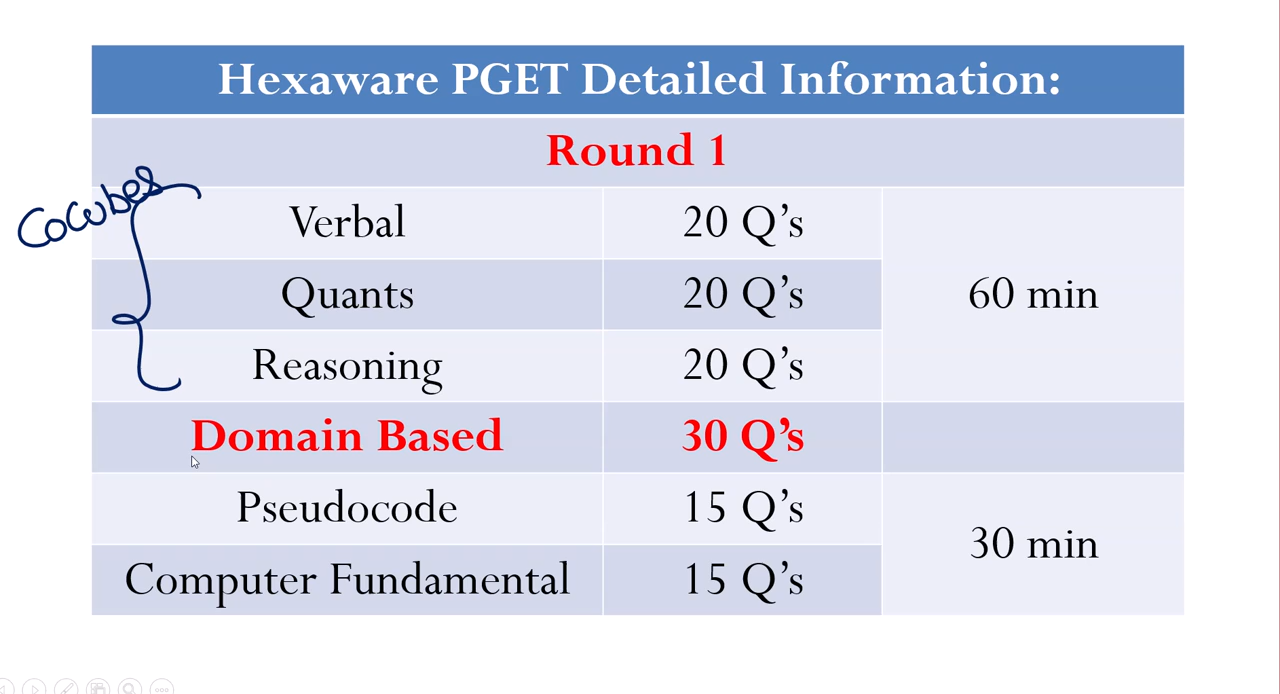 Hexaware PGET Detailed Information:
Round 1
Cocubes
Verbal 20 Q's
Quants 20 Q's 60 min
Reasoning 20 Q's
Domain Based 30 Q's
Pseudocode 15 Q's
30 min
Computer Fundamental 15 Q's